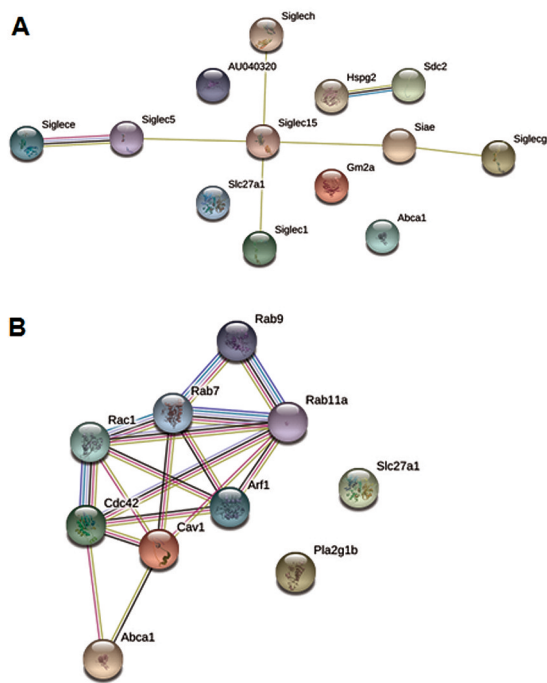 A
Siglech
AU040320
Hspg2
Sdc2
Siglece
Siglec5
Siglec15
Siae
Siglecg
Slc27a1
Gm2a
Siglec1
Abca1
B
Rab9
Rab7
Rab11a
Rac1
Slc27a1
Cdc42
Arf1
Cav1
Pla2g1b
Abca1